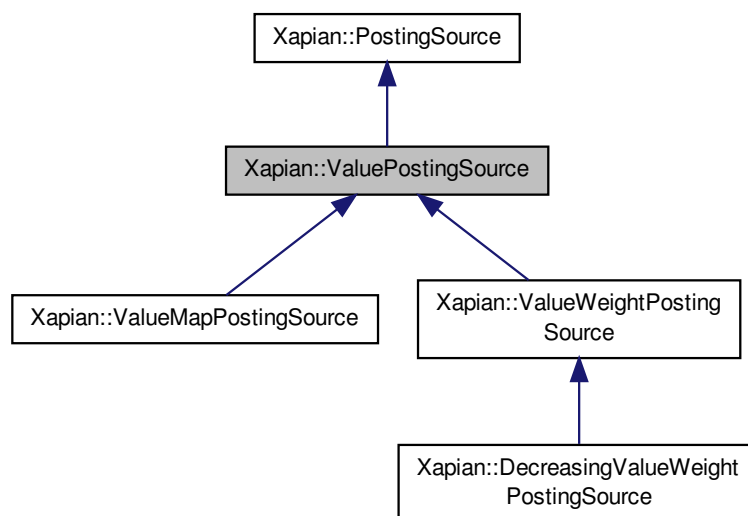 Xapian::PostingSource
Xapian::ValuePostingSource
Xapian::ValueMapPostingSource
Xapian::ValueWeightPosting
Source
Xapian::DecreasingValueWeight
PostingSource